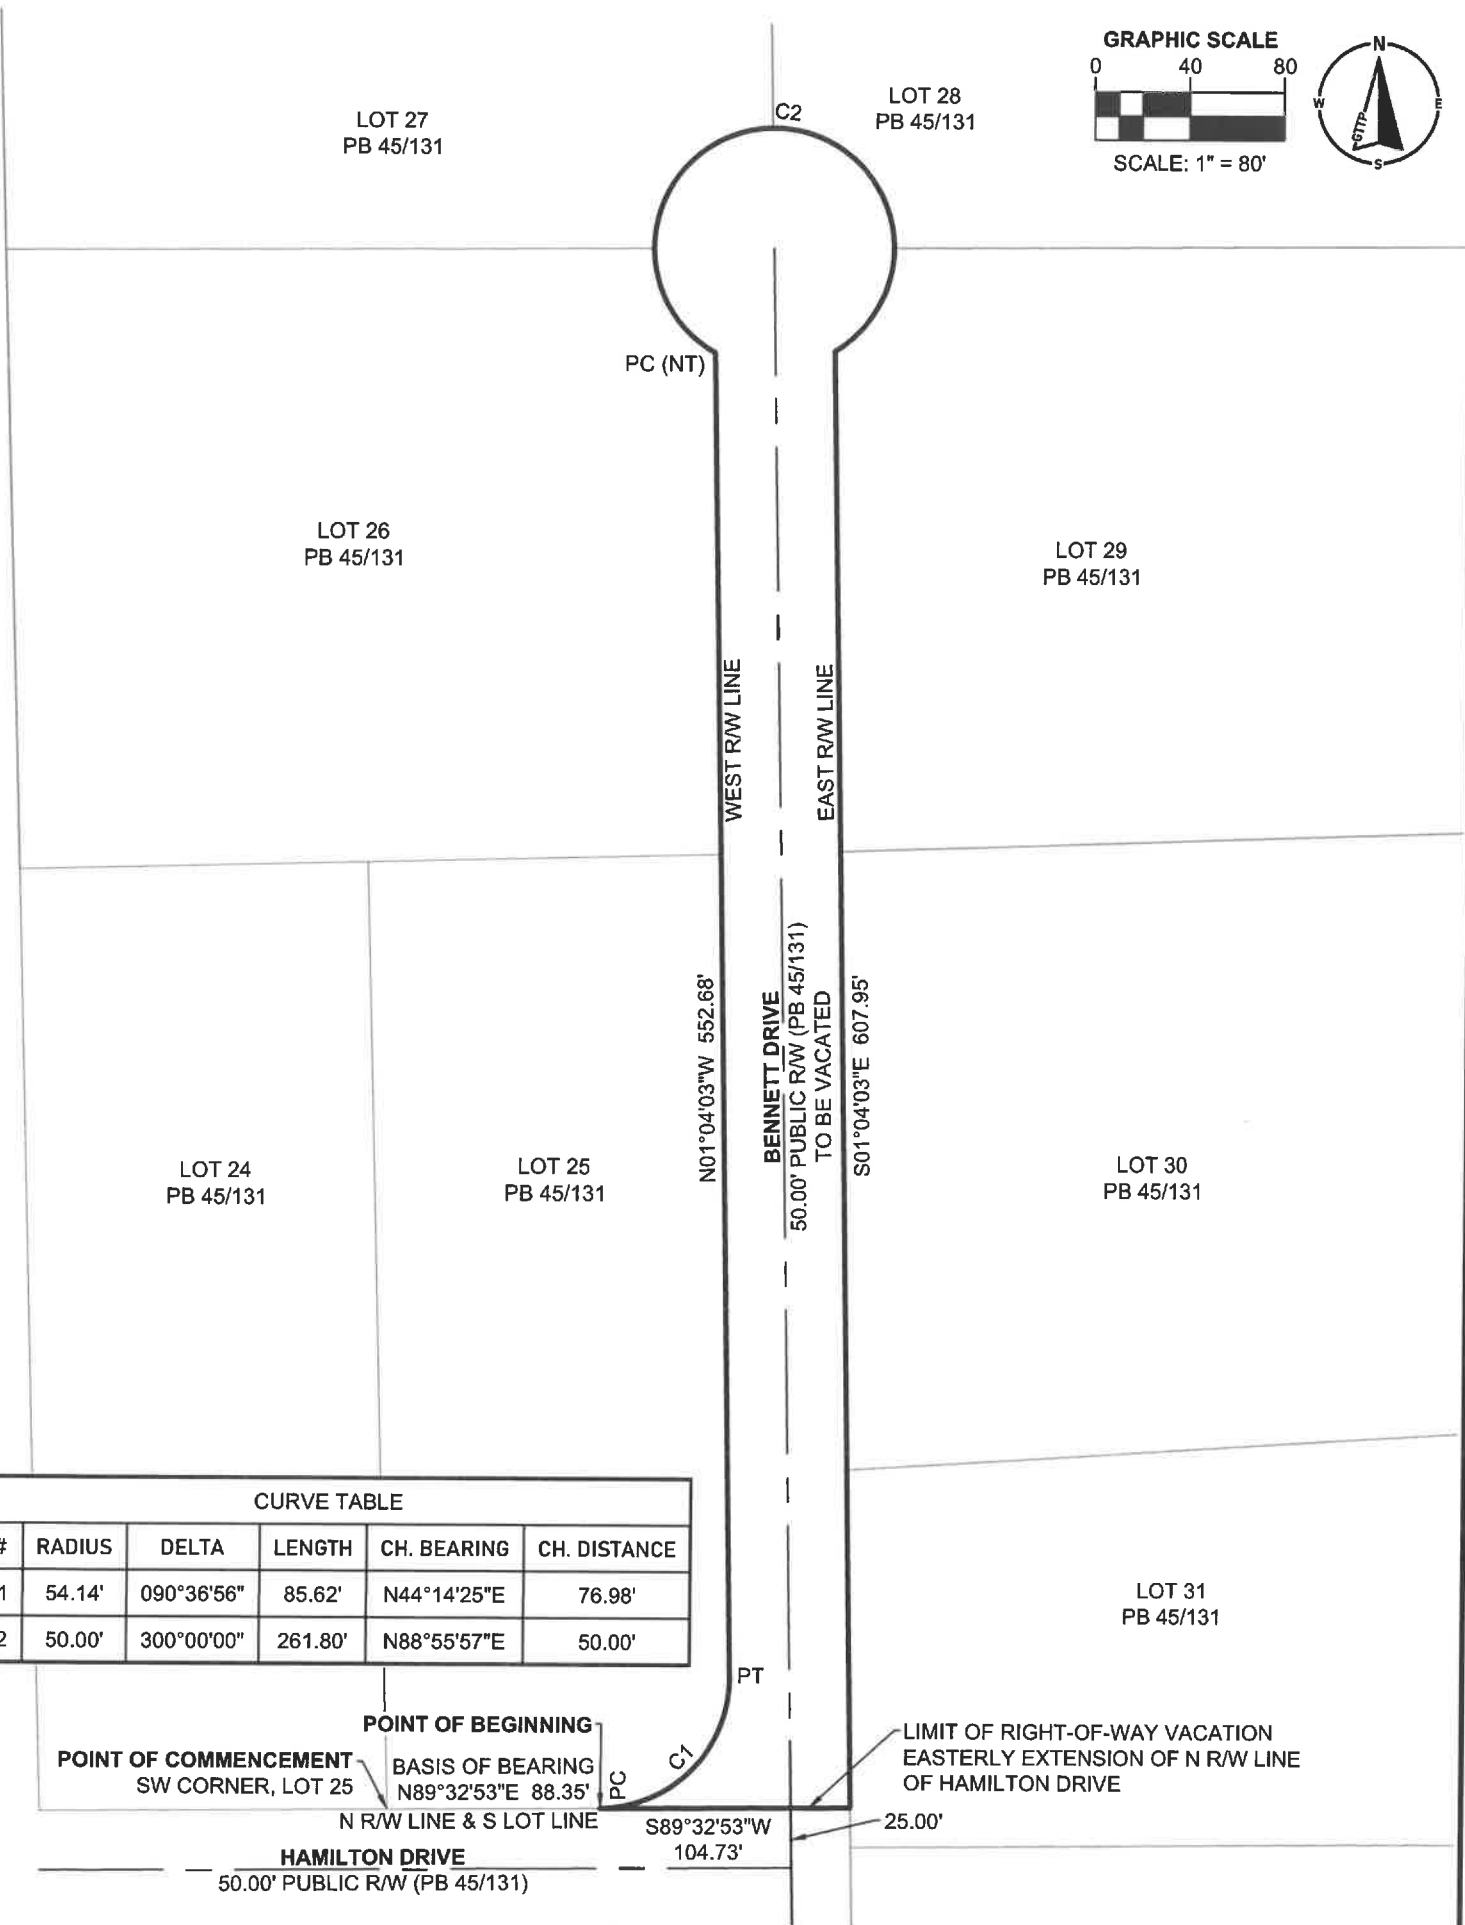 GRAPHIC SCALE
0 40 80
SCALE: 1" = 80'
N
W
E
S
GTTP
LOT 27
PB 45/131
C2
LOT 28
PB 45/131
PC (NT)
LOT 26
PB 45/131
LOT 29
PB 45/131
WEST R/W LINE
EAST R/W LINE
N01°04'03"W 552.68'
BENNETT DRIVE
50.00' PUBLIC R/W (PB 45/131)
TO BE VACATED
S01°04'03"E 607.95'
LOT 24
PB 45/131
LOT 25
PB 45/131
LOT 30
PB 45/131
CURVE TABLE
# RADIUS DELTA LENGTH CH. BEARING CH. DISTANCE
1 54.14' 090°36'56" 85.62' N44°14'25"E 76.98'
2 50.00' 300°00'00" 261.80' N88°55'57"E 50.00'
LOT 31
PB 45/131
PT
POINT OF BEGINNING
POINT OF COMMENCEMENT
SW CORNER, LOT 25
BASIS OF BEARING
N89°32'53"E 88.35'
PC
C1
LIMIT OF RIGHT-OF-WAY VACATION
EASTERLY EXTENSION OF N R/W LINE
OF HAMILTON DRIVE
N R/W LINE & S LOT LINE
S89°32'53"W
104.73'
25.00'
HAMILTON DRIVE
50.00' PUBLIC R/W (PB 45/131)